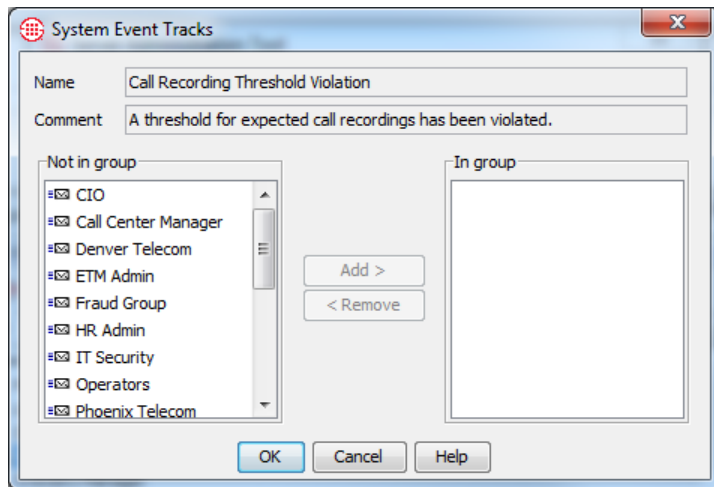 System Event Tracks
Name Call Recording Threshold Violation
Comment A threshold for expected call recordings has been violated.
Not in group
In group
CIO
Call Center Manager
Denver Telecom
ETM Admin
Fraud Group
HR Admin
IT Security
Operators
Phoenix Telecom
Add >
< Remove
OK Cancel Help